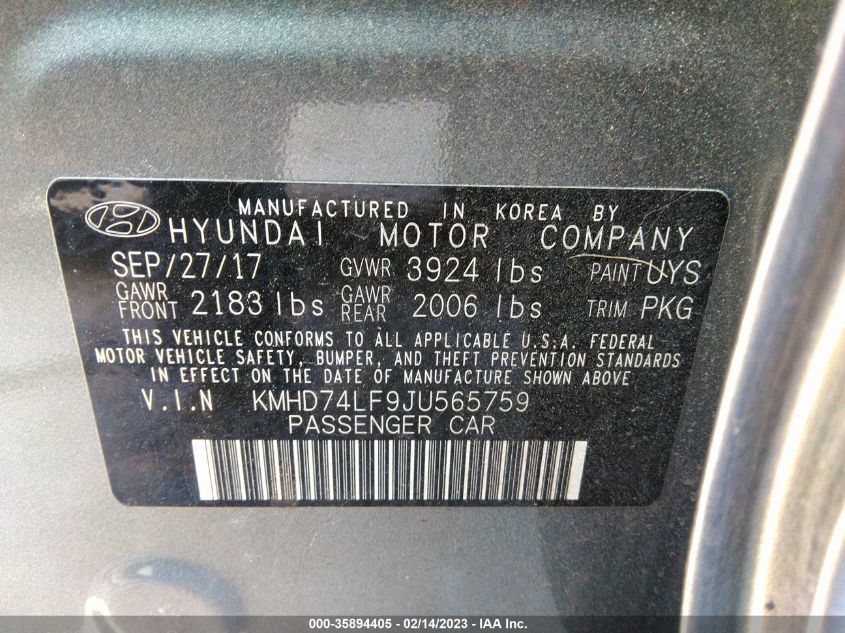 MANUFACTURED IN KOREA BY
HYUNDAI MOTOR COMPANY
SEP/27/17 GVWR 3924 lbs PAINT UYS
GAWR FRONT 2183 lbs GAWR REAR 2006 lbs TRIM PKG
THIS VEHICLE CONFORMS TO ALL APPLICABLE U.S.A. FEDERAL
MOTOR VEHICLE SAFETY, BUMPER, AND THEFT PREVENTION STANDARDS
IN EFFECT ON THE DATE OF MANUFACTURE SHOWN ABOVE
V.I.N KMHD74LF9JU565759
PASSENGER CAR
000-35894405 - 02/14/2023 - IAA Inc.